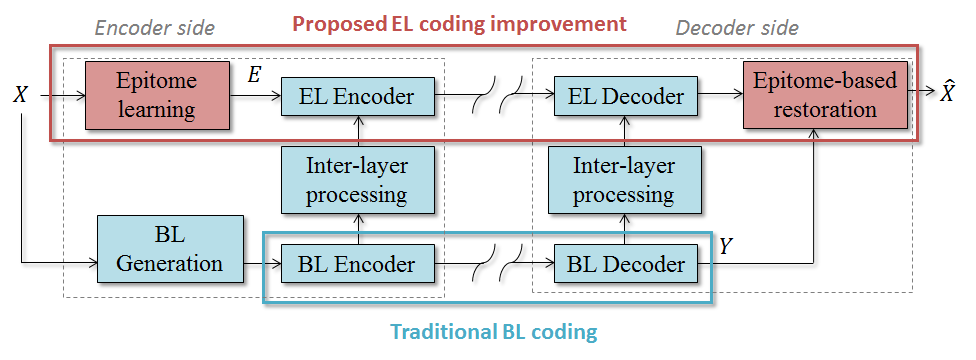 Encoder side
Proposed EL coding improvement
Decoder side
X
Epitome
learning
E
EL Encoder
EL Decoder
Epitome-based
restoration
X̂
Inter-layer
processing
Inter-layer
processing
BL
Generation
BL Encoder
BL Decoder
Y
Traditional BL coding